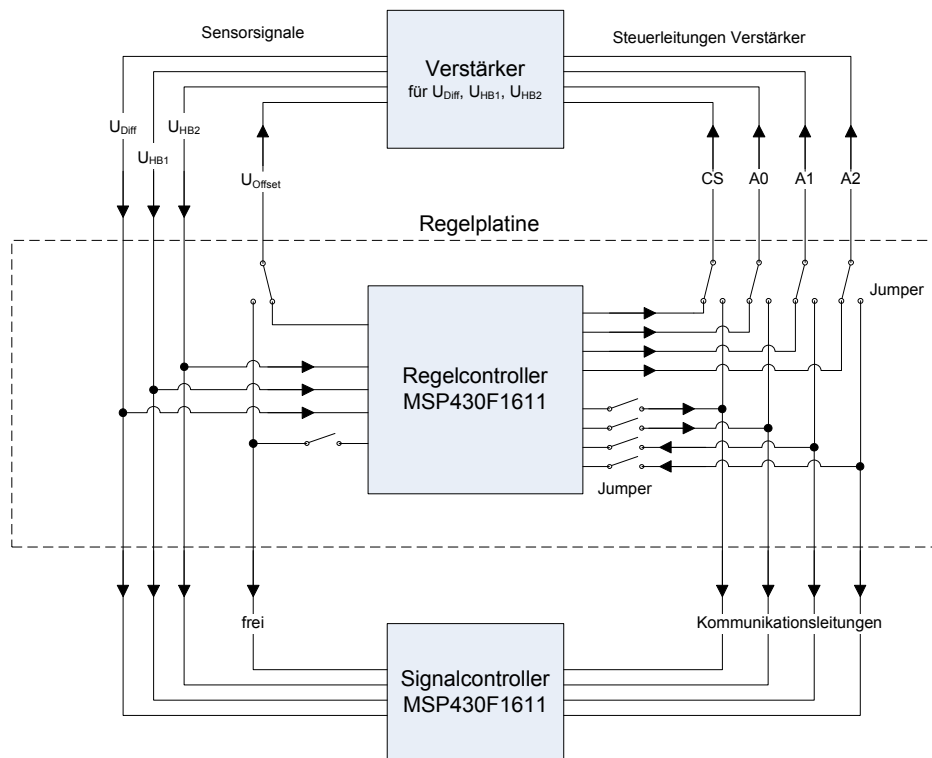 Sensorsignale
Steuerleitungen Verstärker
Verstärker
für UDiff, UHB1, UHB2
UDiff
UHB2
UHB1
UOffset
CS
A0
A1
A2
Regelplatine
Jumper
Regelcontroller
MSP430F1611
Jumper
frei
Kommunikationsleitungen
Signalcontroller
MSP430F1611